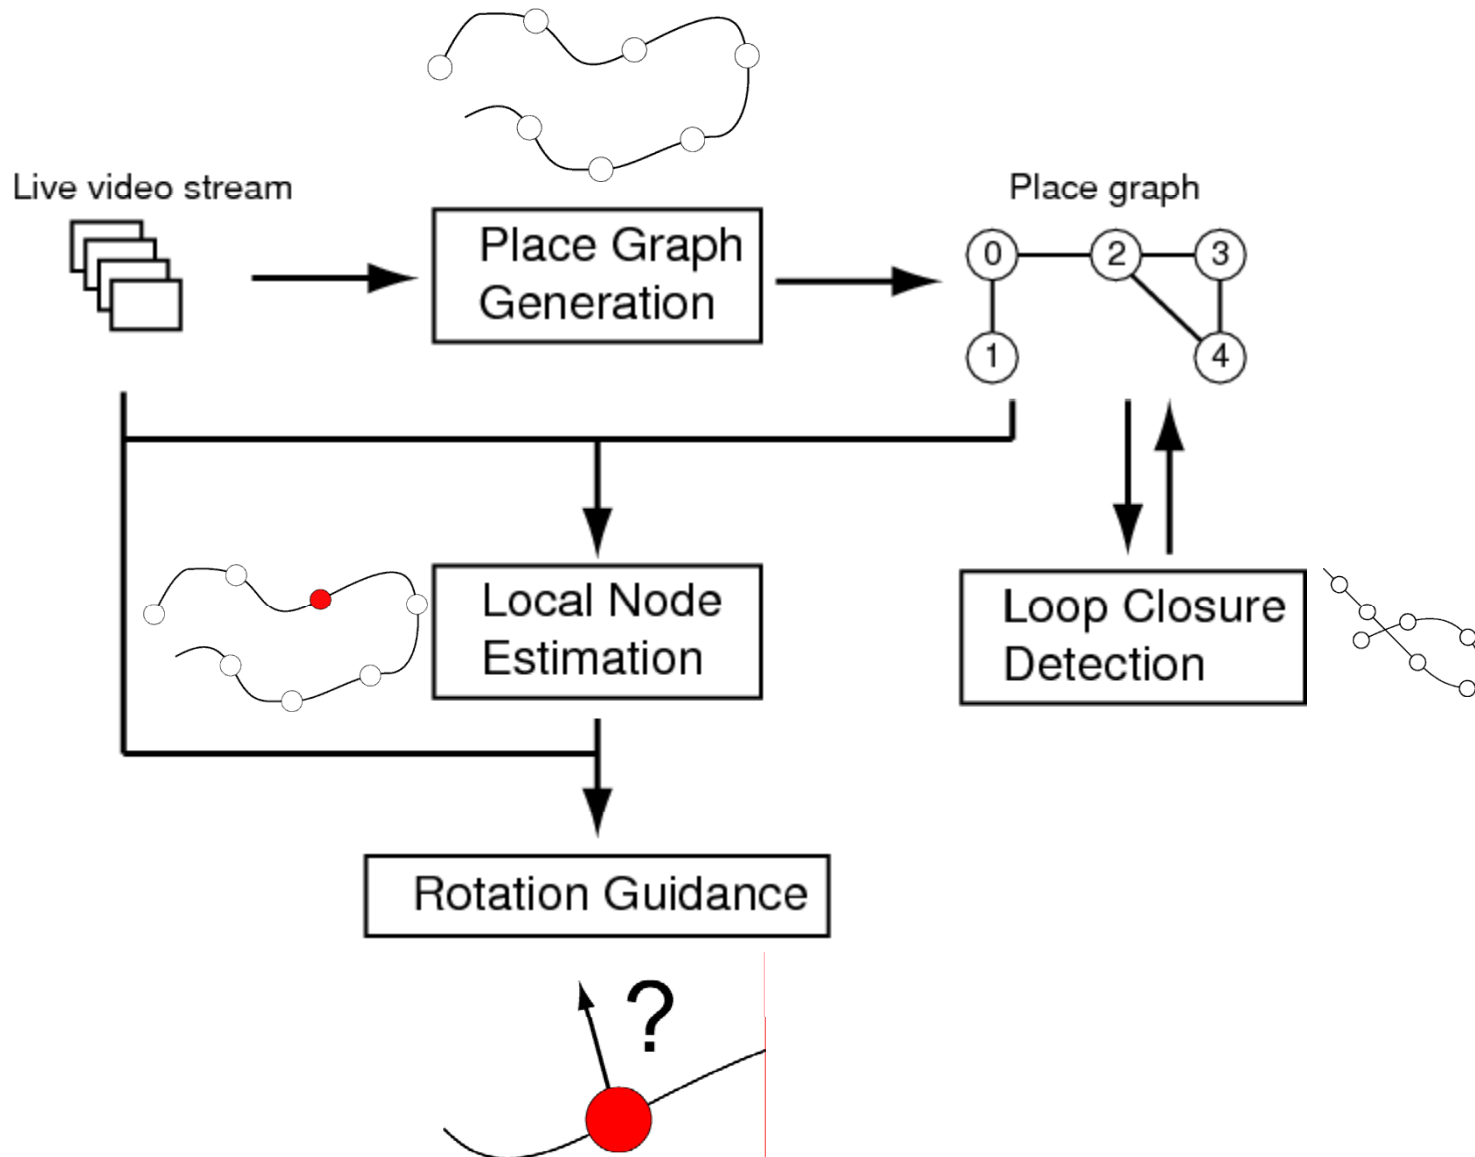 Live video stream
Place Graph
Generation
Place graph
0
2
3
1
4
Local Node
Estimation
Loop Closure
Detection
Rotation Guidance
?